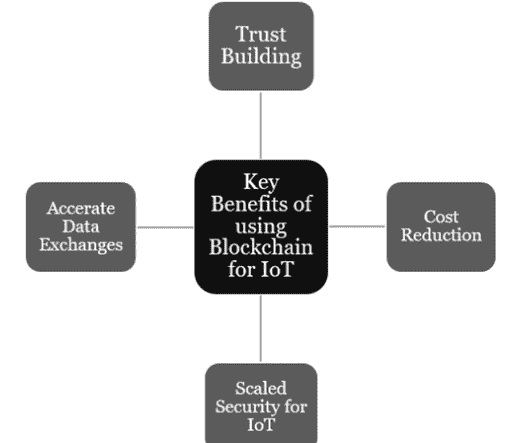 Trust
Building
Key
Benefits of
using
Blockchain
for IoT
Accerate
Data
Exchanges
Cost
Reduction
Scaled
Security for
IoT